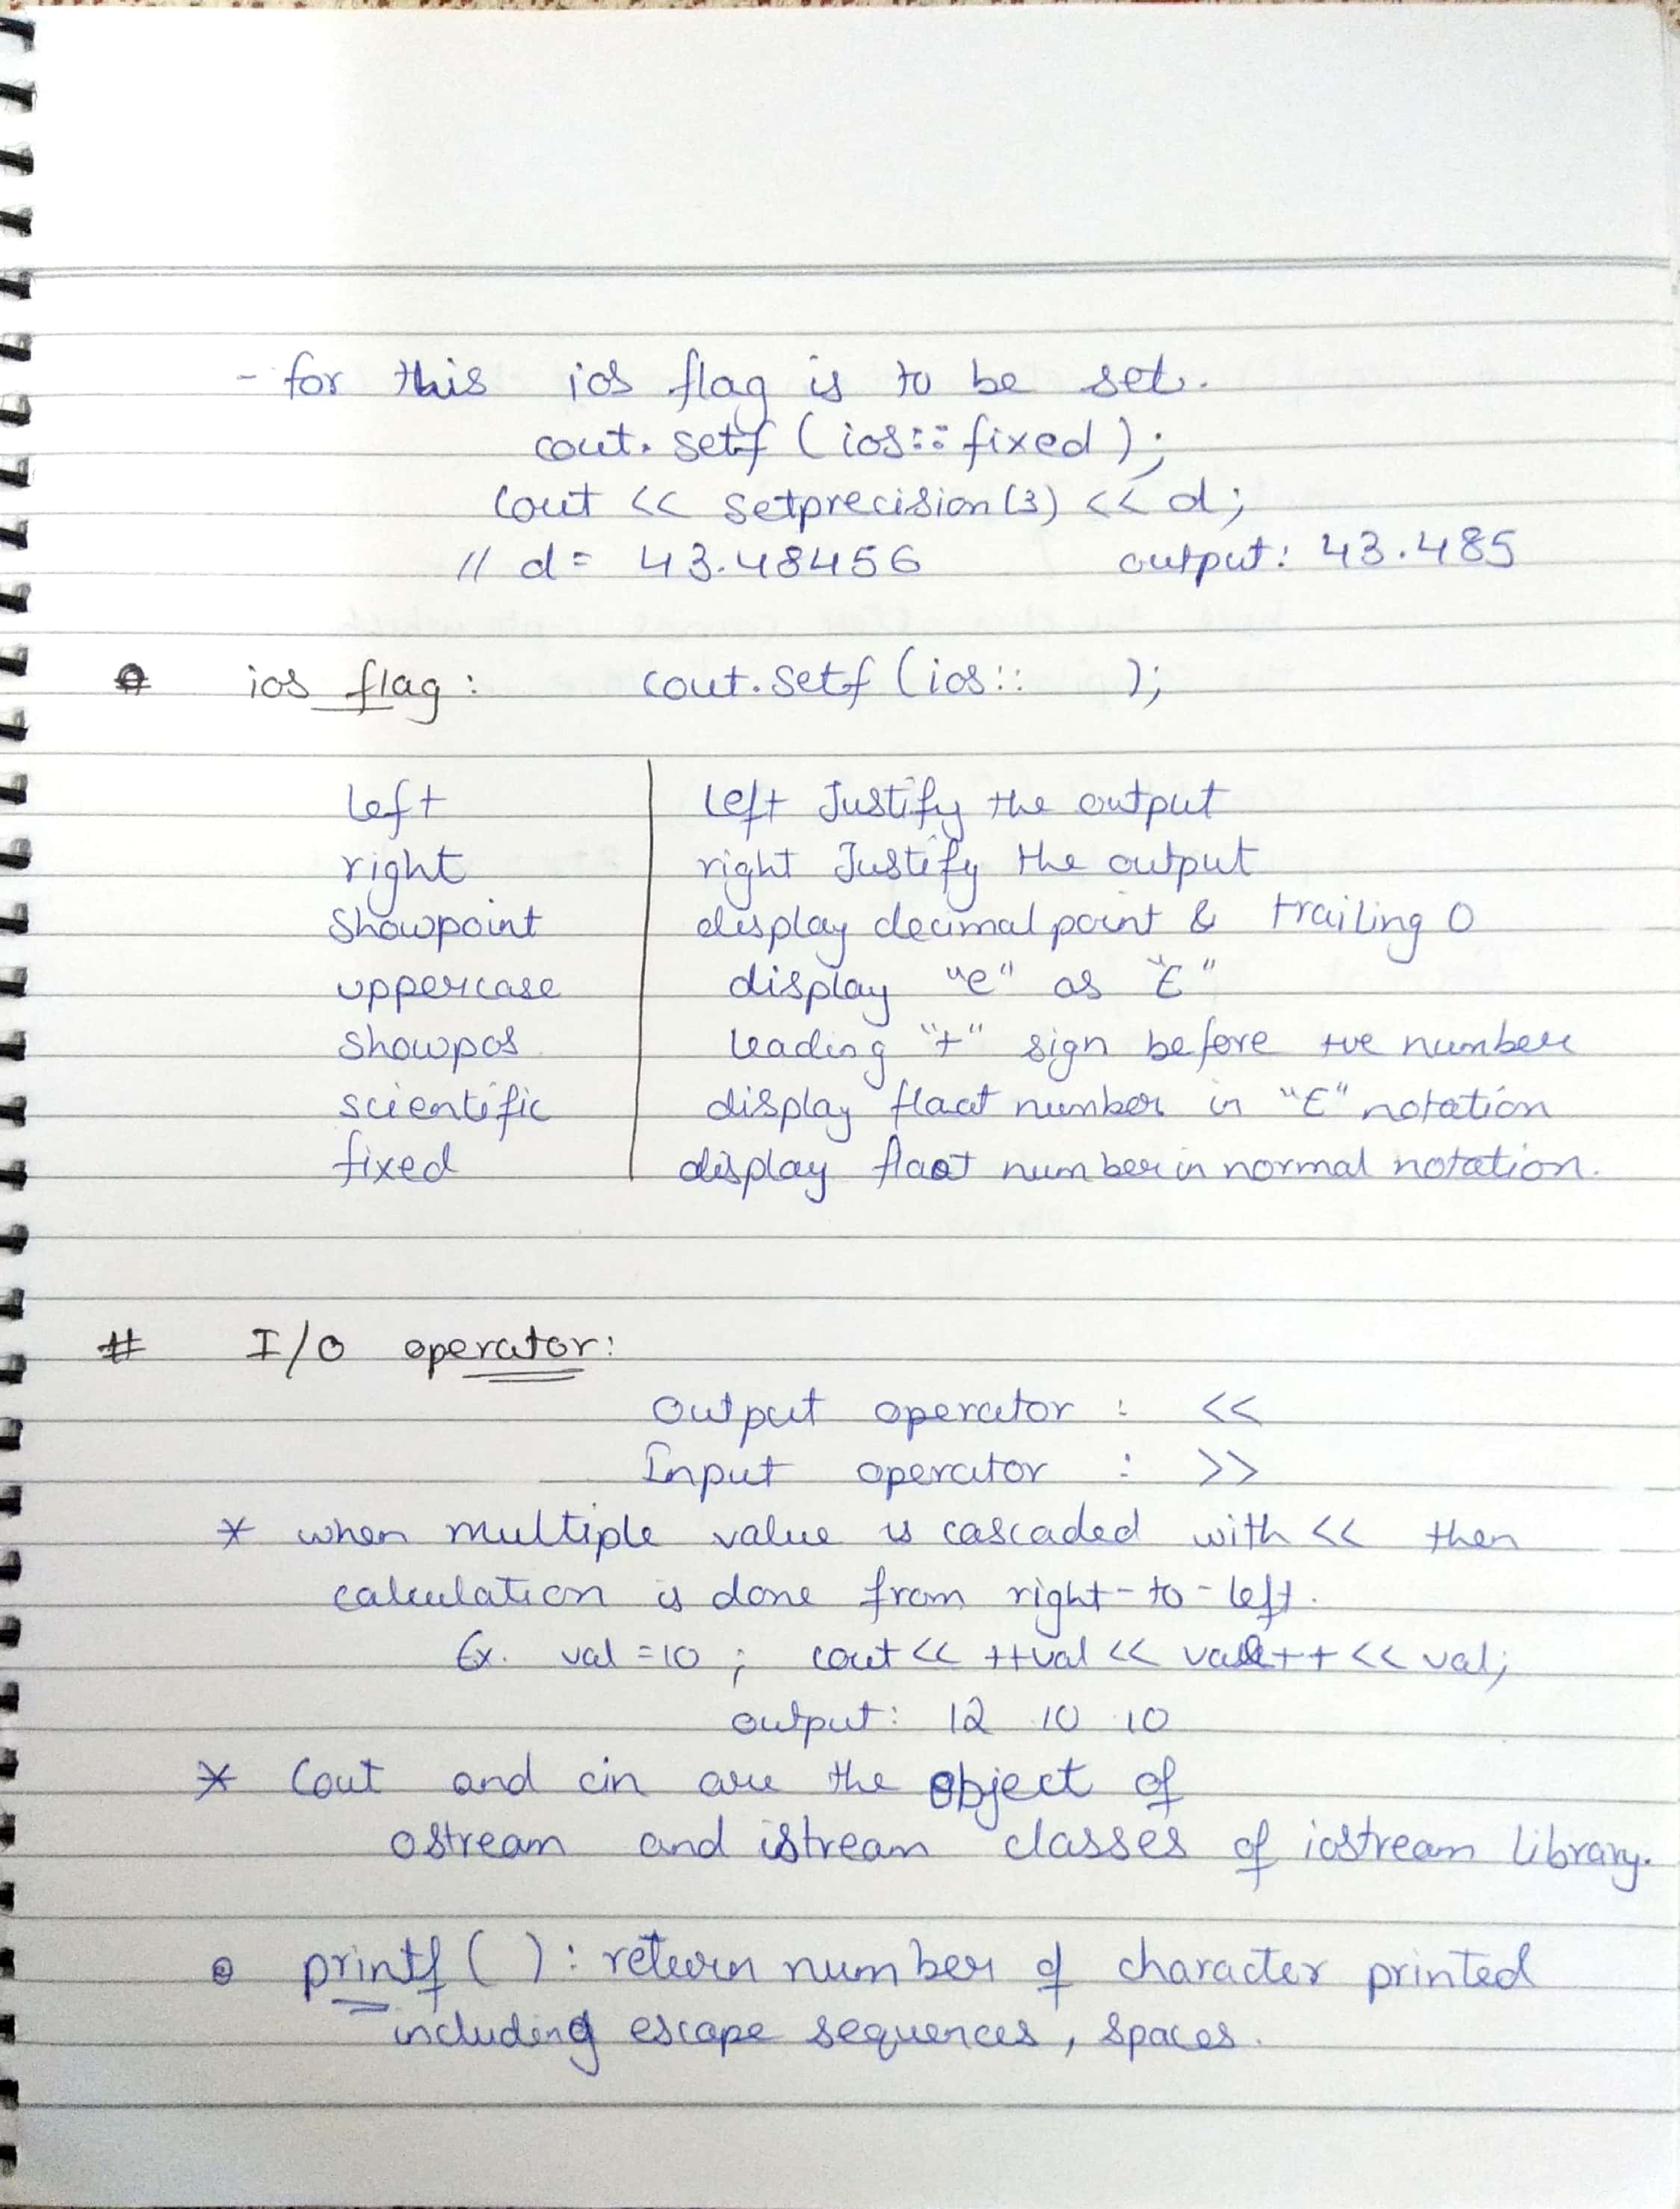 - for this ios flag is to be set.
cout. setf (ios::fixed);
cout << setprecision(3) << d;
// d = 43.48456 output: 43.485
ios flag: cout.setf (ios:: );
left left Justify the output
right right Justify the output
showpoint display decimal point & trailing 0
uppercase display "e" as "E"
showpos leading "+" sign before +ve number
scientific display float number in "E" notation
fixed display float number in normal notation.
# I/O operator:
Output operator : <<
Input operator : >>
* when multiple value is cascaded with << then
calculation is done from right-to-left.
Ex. val = 10 ; cout << ++val << val++ << val;
output: 12 10 10
* Cout and cin are the object of
ostream and istream classes of iostream library.
printf ( ) : return number of character printed
including escape sequences, spaces.